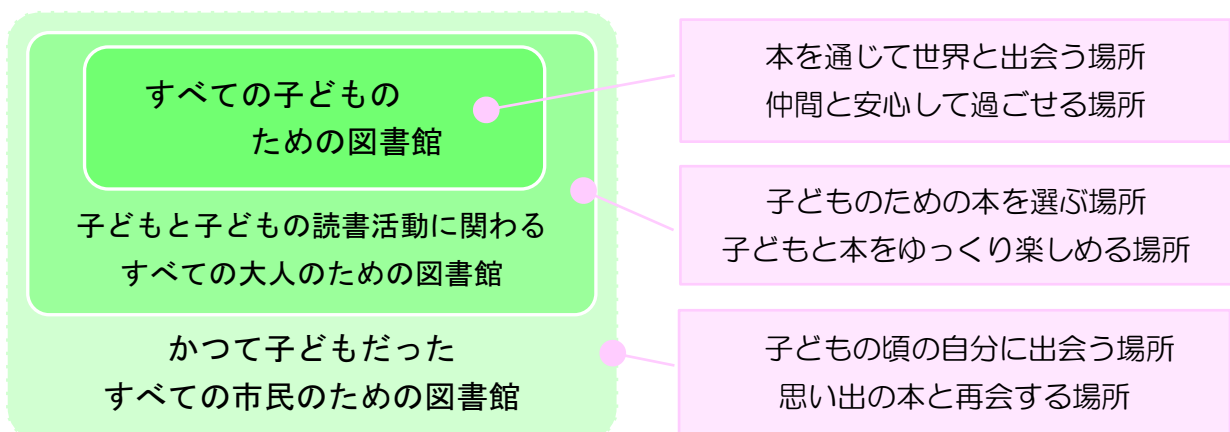 すべての子どもの
ための図書館
本を通じて世界と出会う場所
仲間と安心して過ごせる場所
子どもと子どもの読書活動に関わる
すべての大人のための図書館
子どものための本を選ぶ場所
子どもと本をゆっくり楽しめる場所
かつて子どもだった
すべての市民のための図書館
子どもの頃の自分に出会う場所
思い出の本と再会する場所